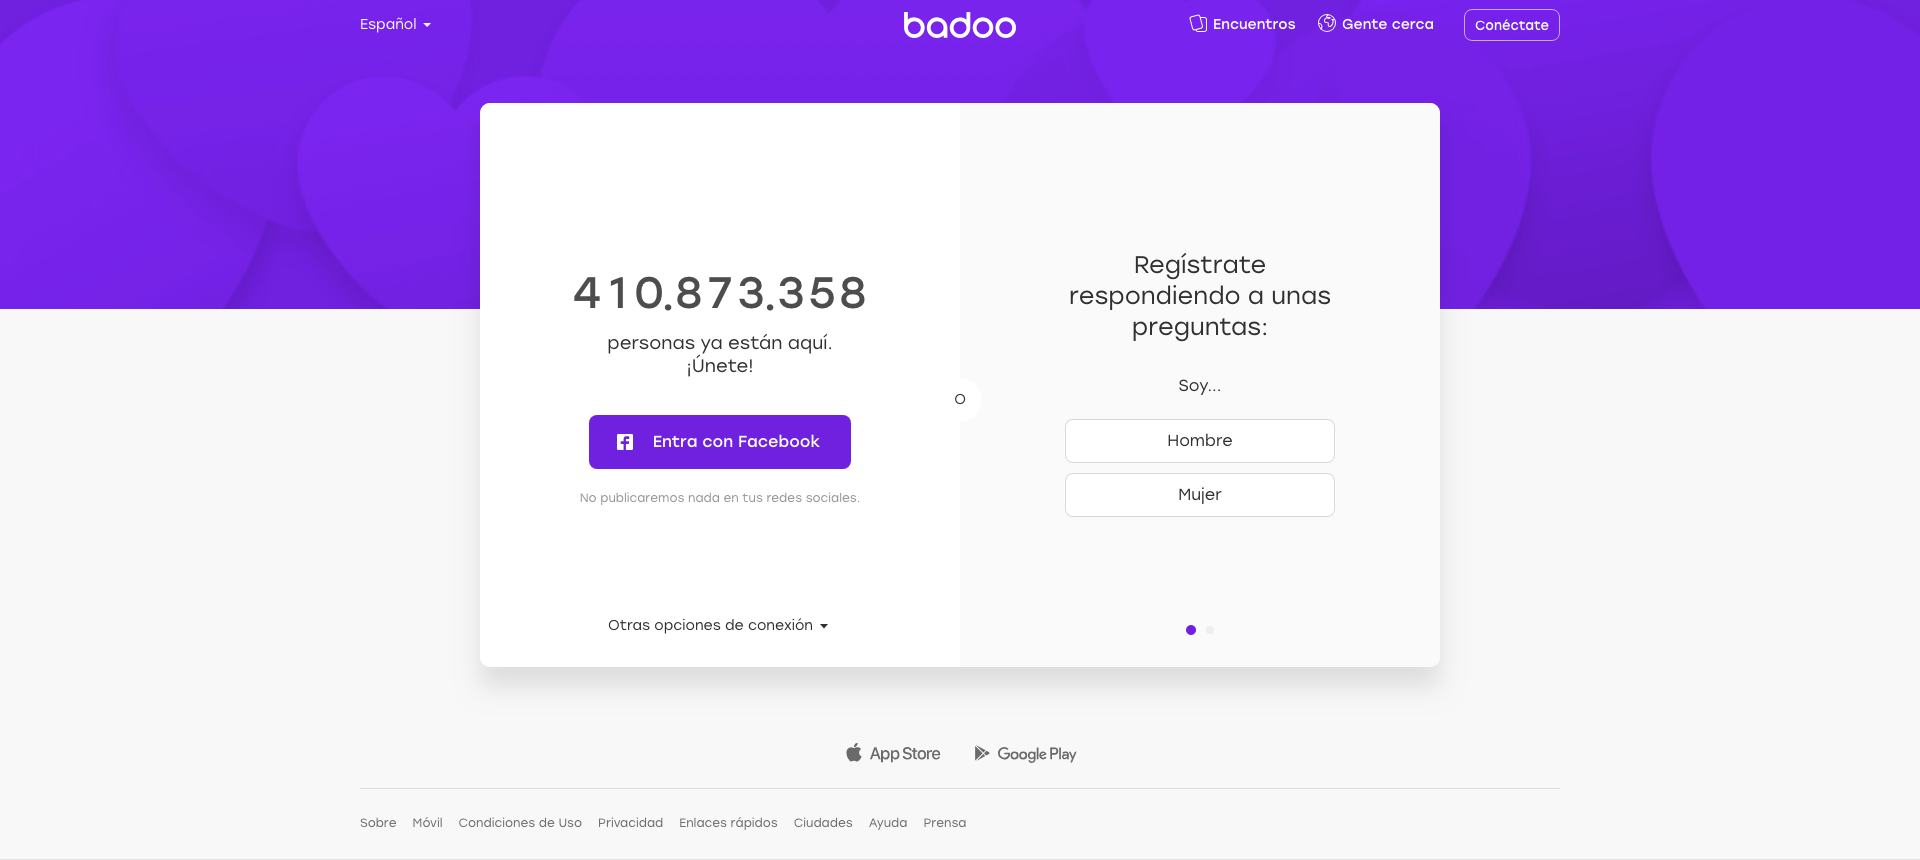 Español
badoo
Encuentros
Gente cerca
Conéctate
410.873.358
personas ya están aquí.
¡Únete!
Entra con Facebook
No publicaremos nada en tus redes sociales.
Otras opciones de conexión
O
Regístrate
respondiendo a unas
preguntas:
Soy...
Hombre
Mujer
App Store
Google Play
Sobre
Móvil
Condiciones de Uso
Privacidad
Enlaces rápidos
Ciudades
Ayuda
Prensa